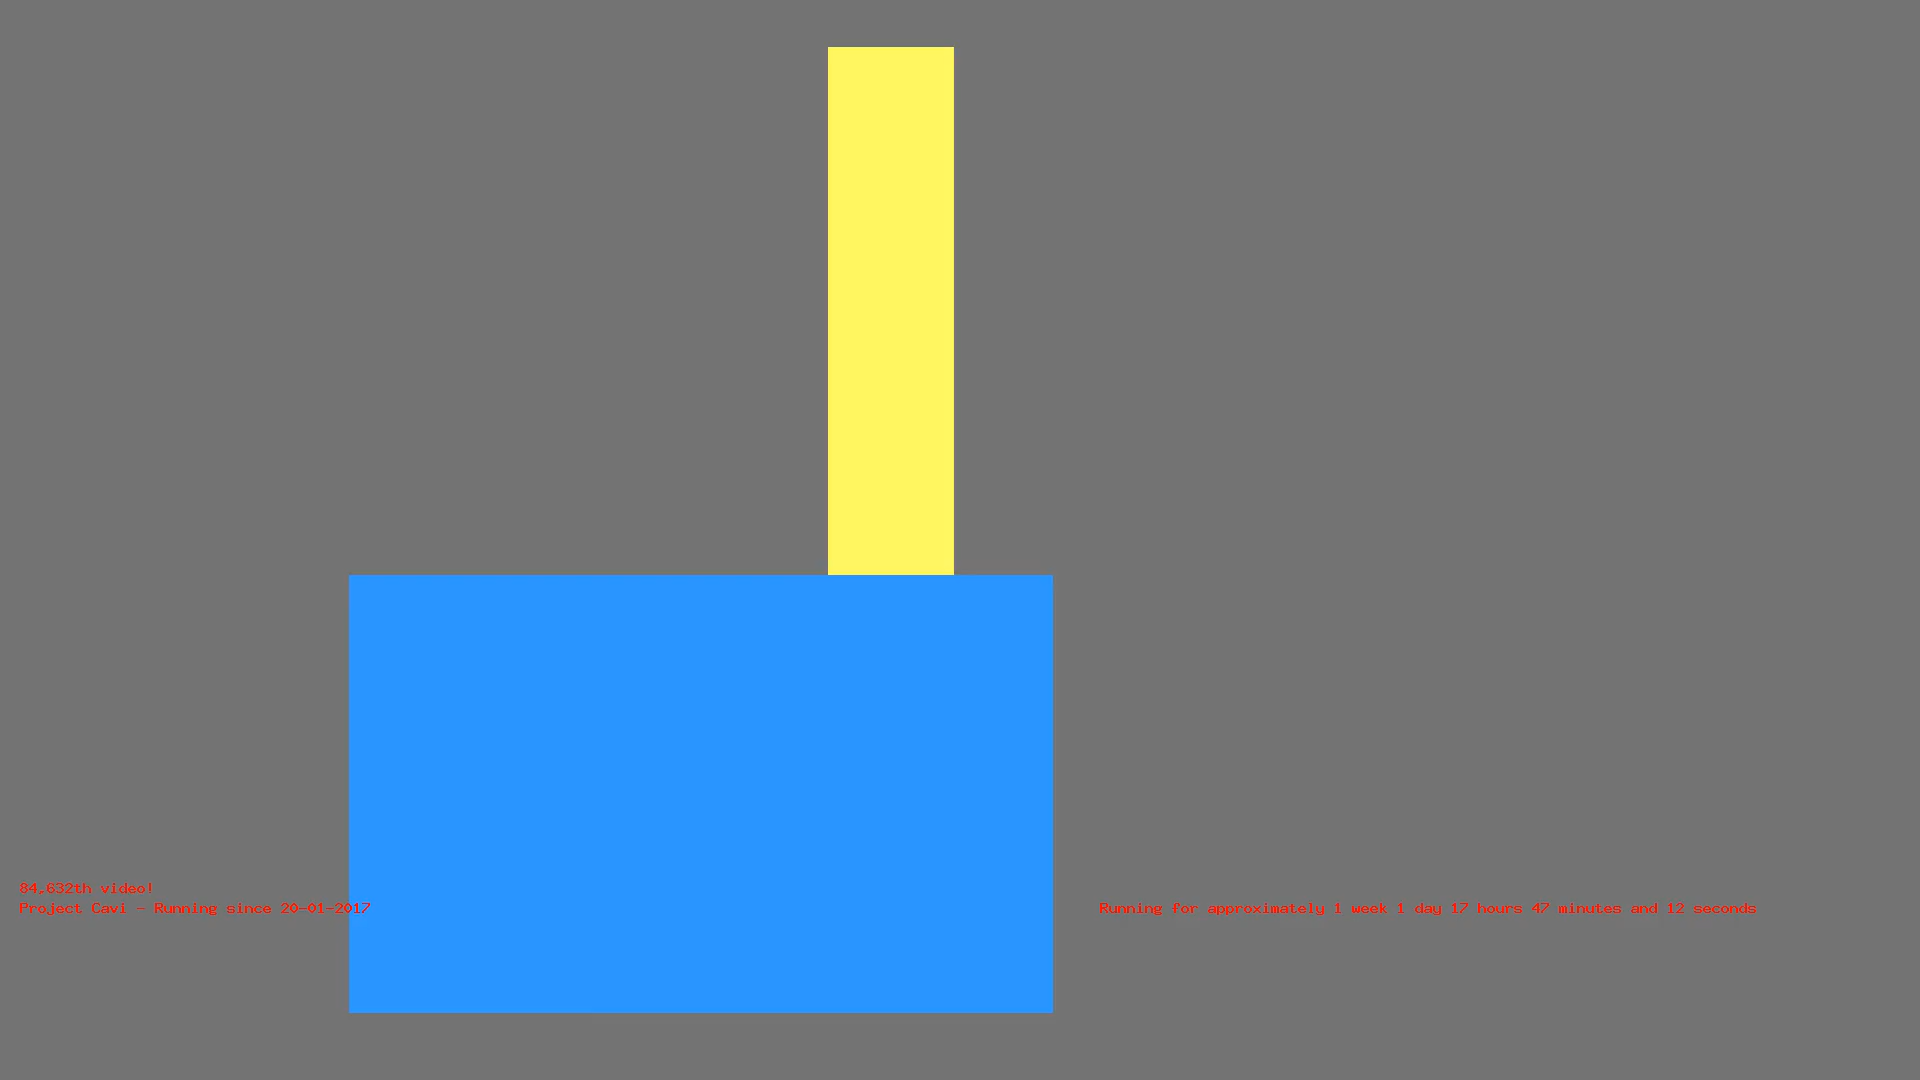 84,632th video!
Project Cavi - Running since 20-01-2017
Running for approximately 1 week 1 day 17 hours 47 minutes and 12 seconds